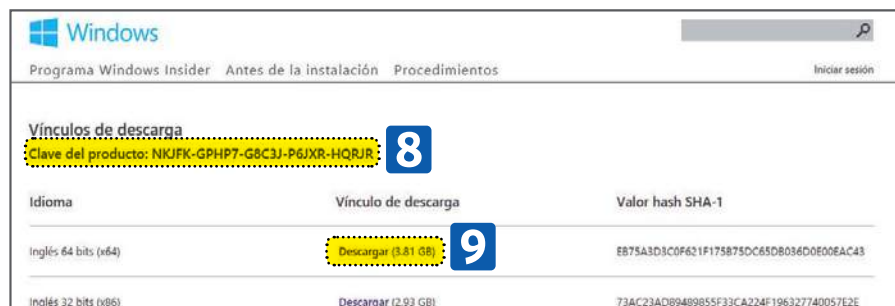 Windows
Programa Windows Insider Antes de la instalación Procedimientos Iniciar sesión
Vínculos de descarga
Clave del producto: NKJFK-GPHP7-G8C3J-P6JXR-HQRJR
8
Idioma Vínculo de descarga Valor hash SHA-1
Inglés 64 bits (x64) Descargar (3.81 GB) 9 EB75A3D3C0F621F175B75DC65DB036D0E00EAC43
Inglés 32 bits (x86) Descargar (2.93 GB) 73AC23AD89489855F33CA224F196327740057E2E